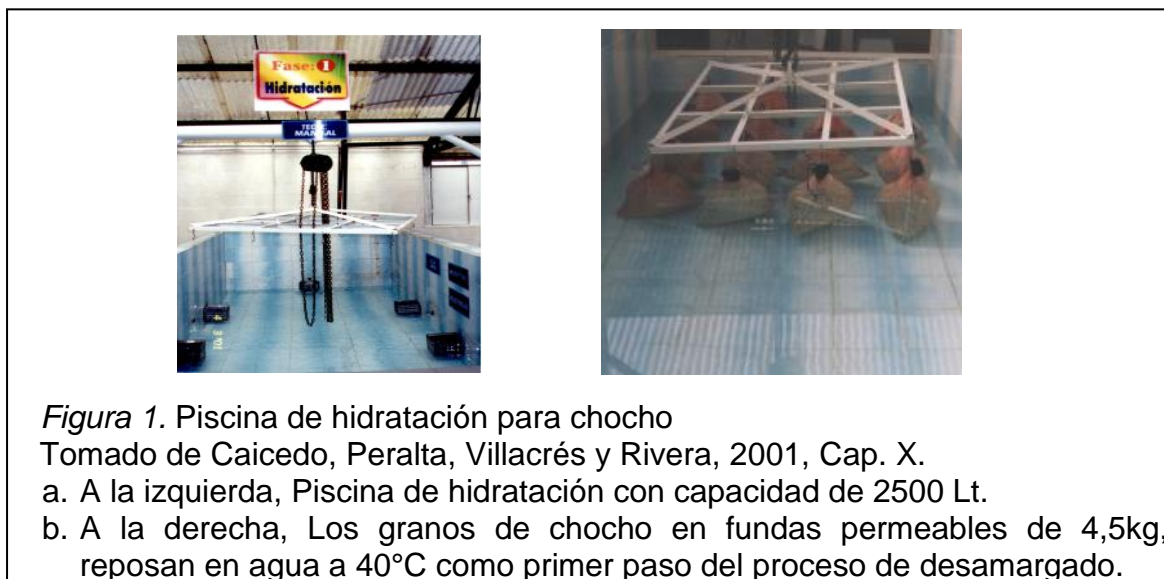 Fase: 1
Hidratación
MANUAL
Figura 1. Piscina de hidratación para chocho
Tomado de Caicedo, Peralta, Villacrés y Rivera, 2001, Cap. X.
a. A la izquierda, Piscina de hidratación con capacidad de 2500 Lt.
b. A la derecha, Los granos de chocho en fundas permeables de 4,5kg,
reposan en agua a 40°C como primer paso del proceso de desamargado.